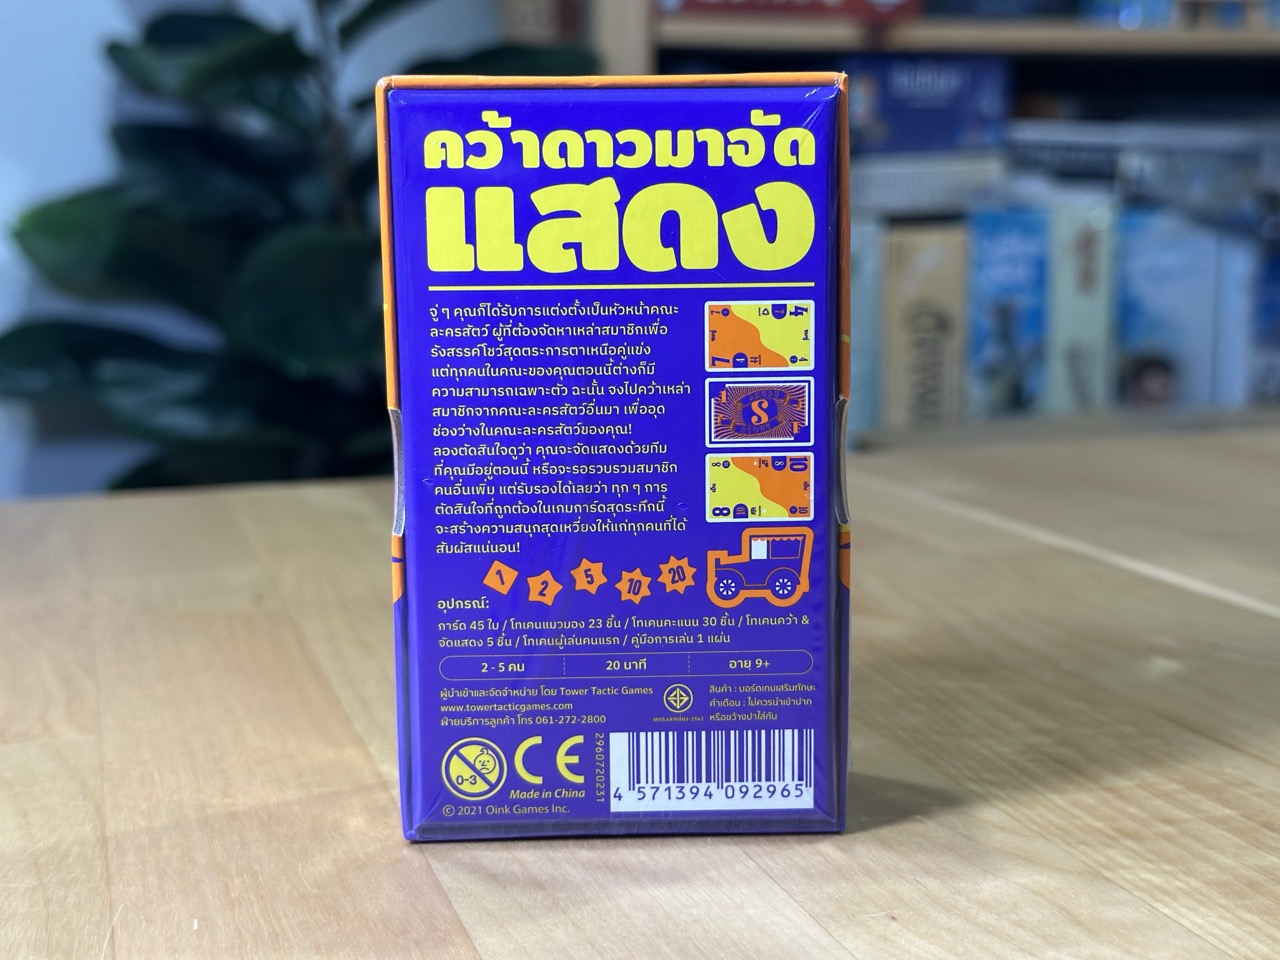 คว้าดาวมาจัด
แสดง
จู่ ๆ คุณก็ได้รับการแต่งตั้งเป็นหัวหน้าคณะ
ละครสัตว์ ผู้ที่ต้องจัดหาเหล่าสมาชิกเพื่อ
รังสรรค์โชว์สุดตระการตาเหนือคู่แข่ง
แต่ทุกคนในคณะของคุณตอนนี้ต่างก็มี
ความสามารถเฉพาะตัว ฉะนั้น จงไปคว้าเหล่า
สมาชิกจากคณะละครสัตว์อื่นมา เพื่ออุด
ช่องว่างในคณะละครสัตว์ของคุณ!
ลองตัดสินใจดูว่า คุณจะจัดแสดงด้วยทีม
ที่คุณมีอยู่ตอนนี้ หรือจะรอรวบรวมสมาชิก
คนอื่นเพิ่ม แต่รับรองได้เลยว่า ทุก ๆ การ
ตัดสินใจที่ถูกต้องในเกมการ์ดสุดระทึกนี้
จะสร้างความสนุกสุดเหวี่ยงให้แก่ทุกคนที่ได้
สัมผัสแน่นอน!
7 4
S
8 10
1 2 5 10 20
อุปกรณ์:
การ์ด 45 ใบ / โทเคนแมวมอง 23 ชิ้น / โทเคนคะแนน 30 ชิ้น / โทเคนคว้า &
จัดแสดง 5 ชิ้น / โทเคนผู้เล่นคนแรก / คู่มือการเล่น 1 แผ่น
2 - 5 คน 20 นาที อายุ 9+
ผู้นำเข้าและจัดจำหน่าย โดย Tower Tactic Games
www.towertacticgames.com
ฝ่ายบริการลูกค้า โทร 061-272-2800
สินค้า : บอร์ดเกมเสริมทักษะ
คำเตือน : ไม่ควรนำเข้าปาก
หรือขว้างปาใส่กัน
0-3
CE
Made in China
© 2021 Oink Games Inc.
2960720231
4 571394 092965